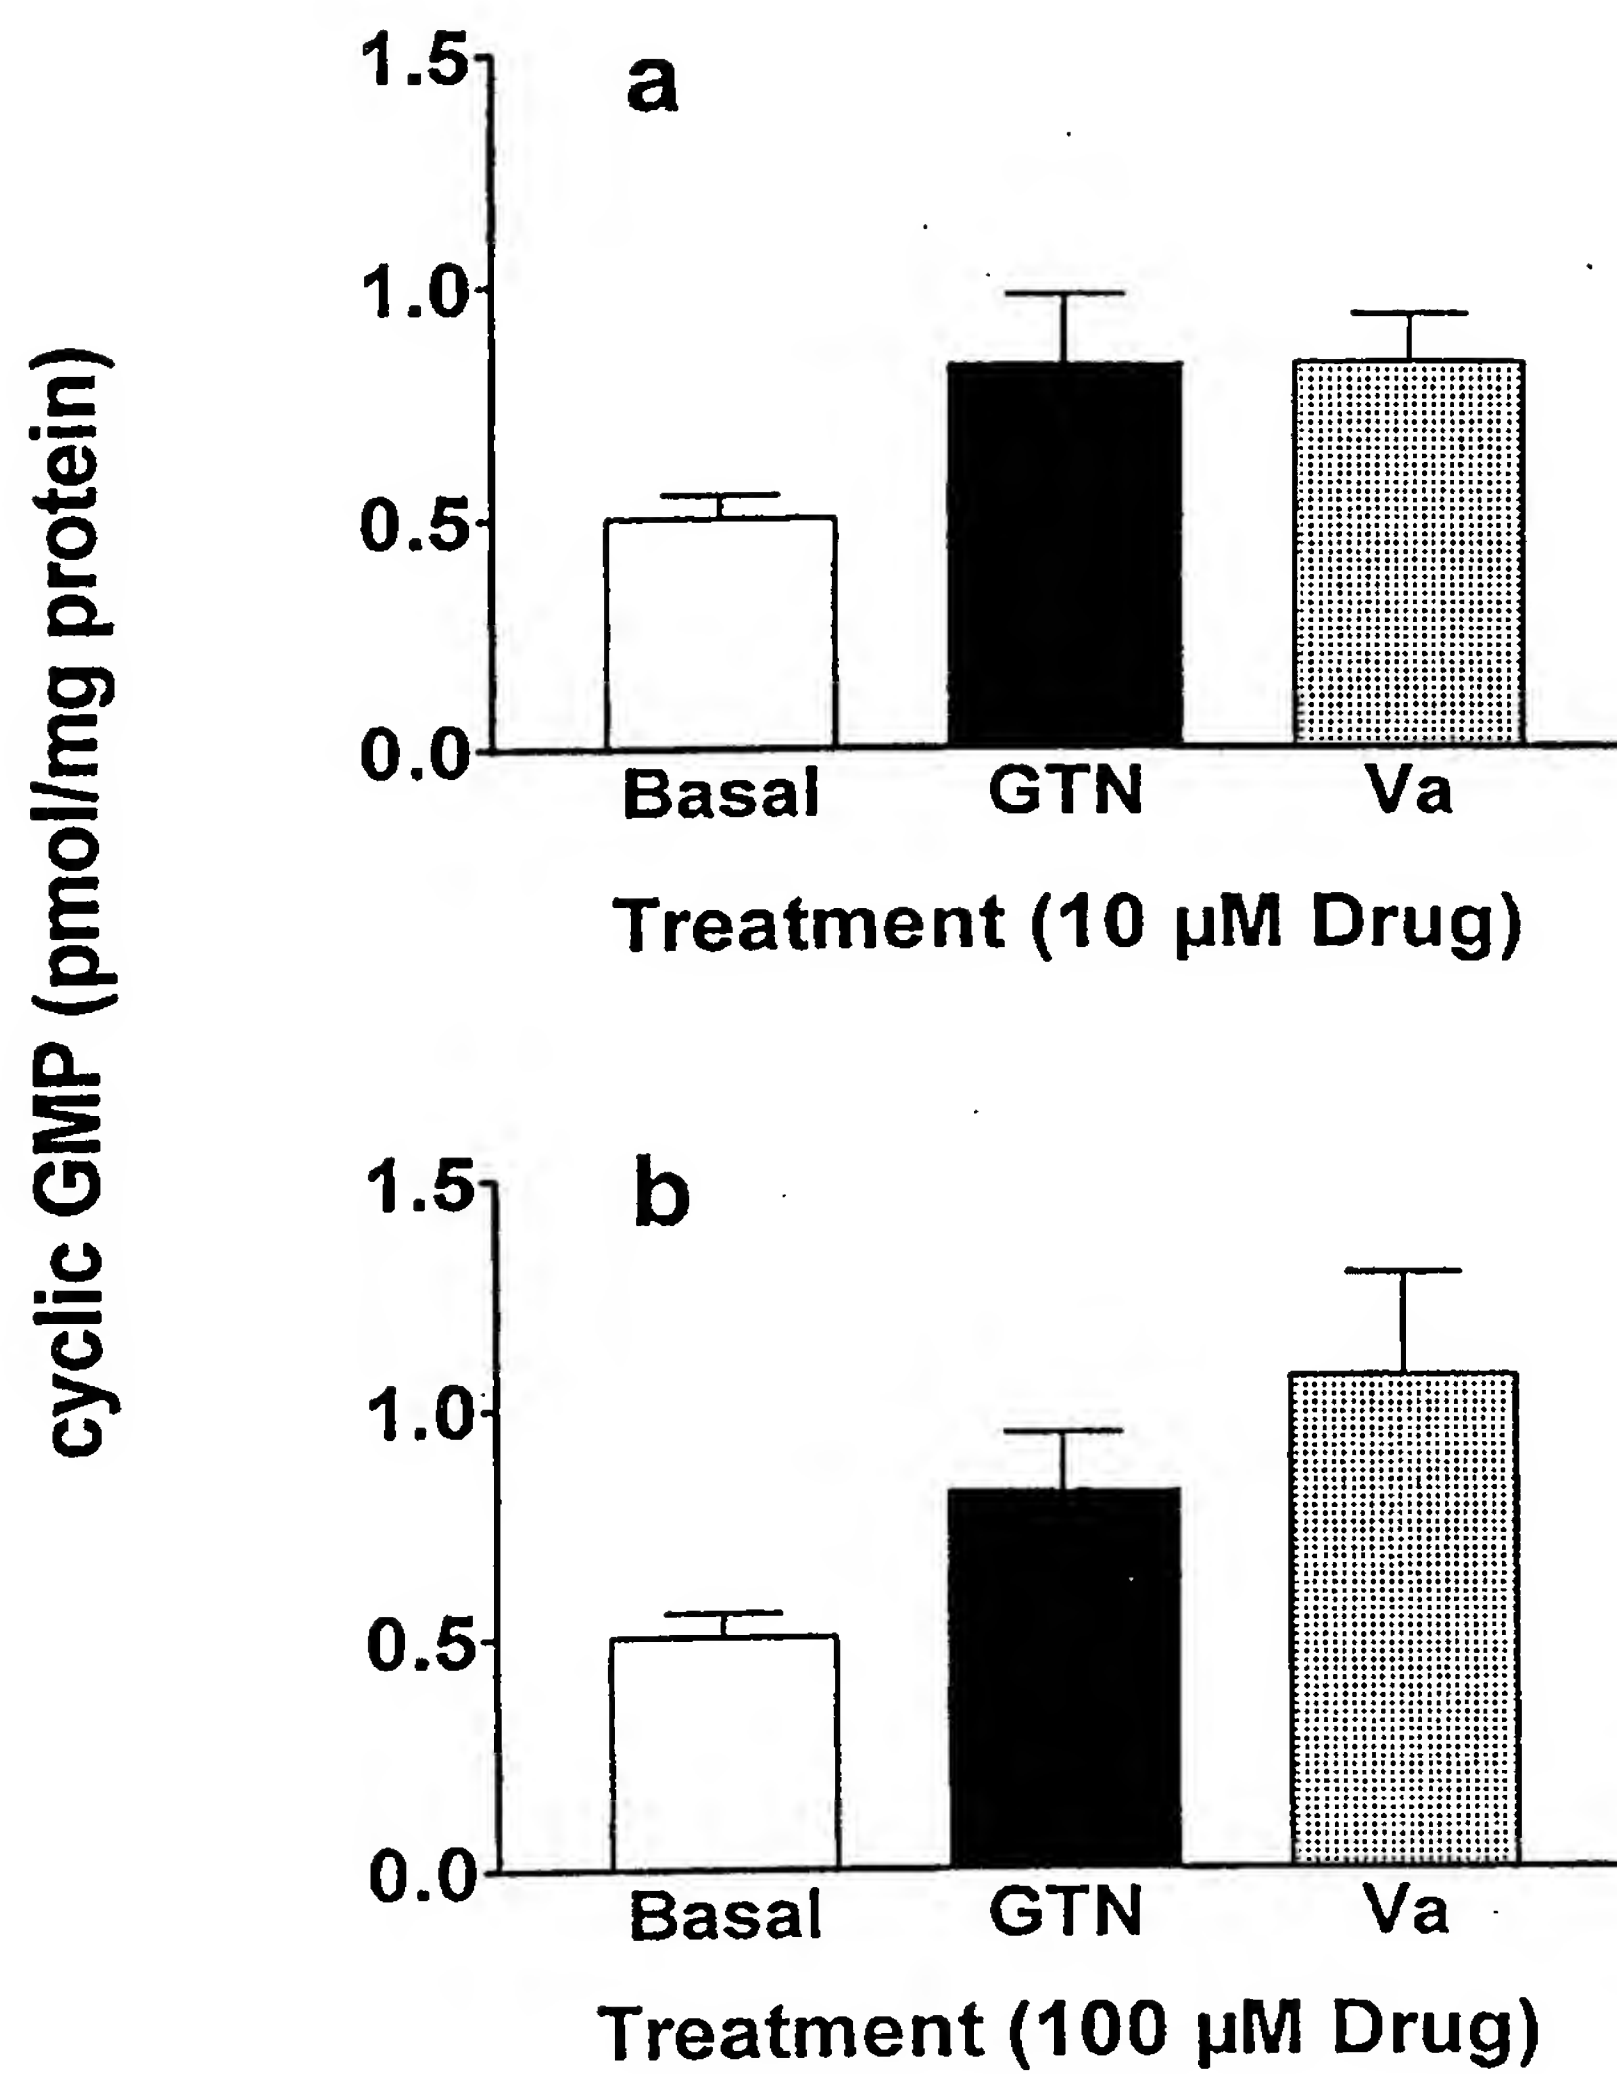 cyclic GMP (pmol/mg protein)
a
1.5
1.0
0.5
0.0
Basal GTN Va
Treatment (10 µM Drug)
b
1.5
1.0
0.5
0.0
Basal GTN Va
Treatment (100 µM Drug)